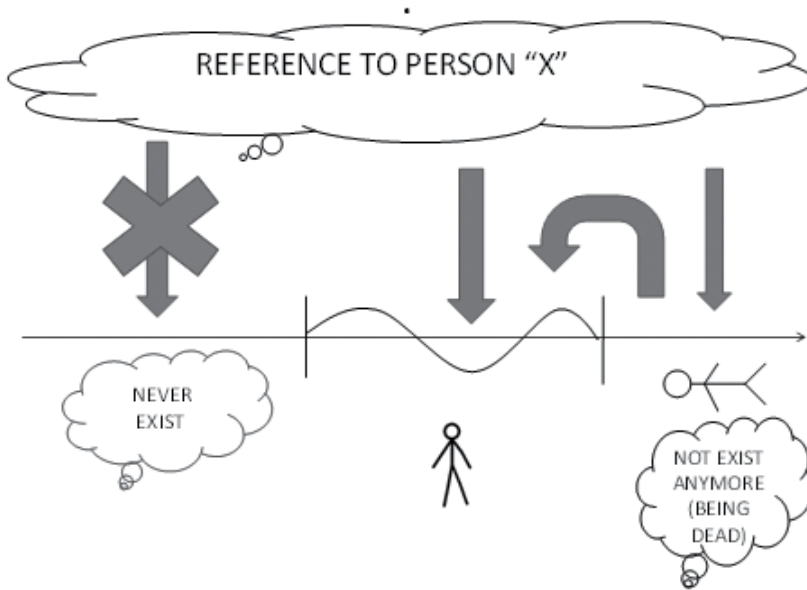 REFERENCE TO PERSON “X”
NEVER
EXIST
NOT EXIST
ANYMORE
(BEING
DEAD)